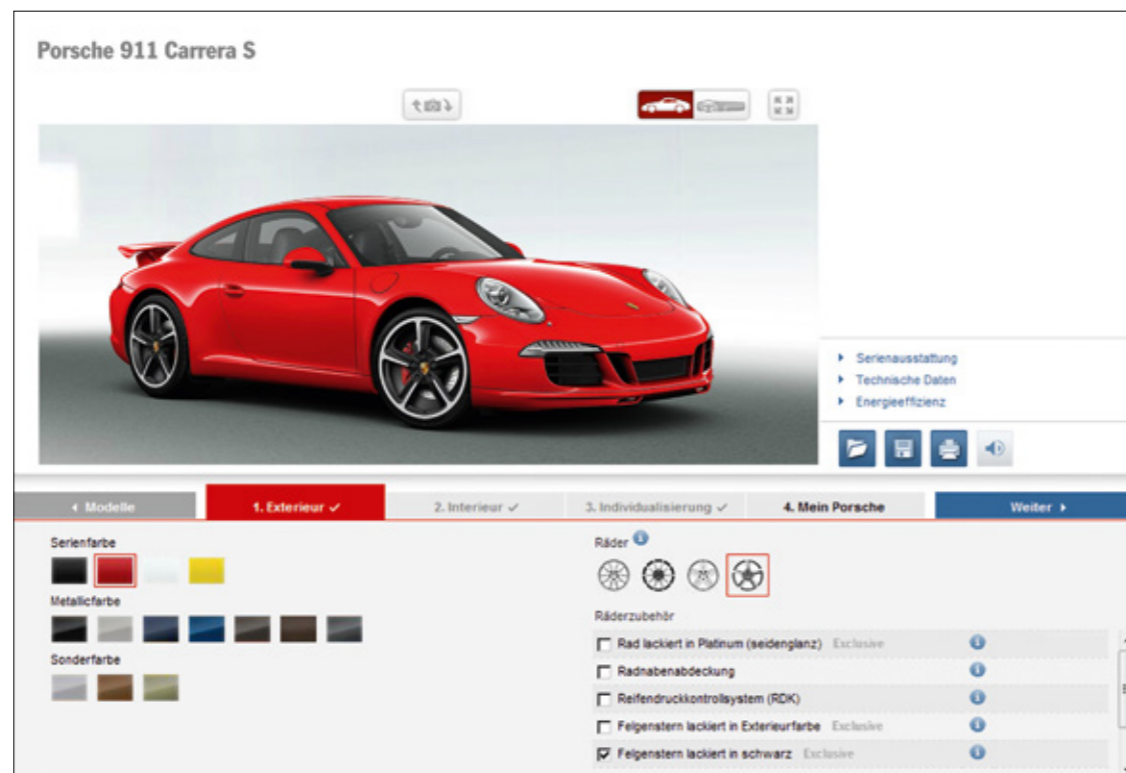 Porsche 911 Carrera S
Serienausstattung
Technische Daten
Energieeffizienz
Modelle
1. Exterieur ✓
2. Interieur ✓
3. Individualisierung ✓
4. Mein Porsche
Weiter
Serienfarbe
Metallicfarbe
Sonderfarbe
Räder
Räderzubehör
Rad lackiert in Platinum (seidenglanz) Exclusive
Radnabenabdeckung
Reifendruckkontrollsystem (RDK)
Felgenstern lackiert in Exterieurfarbe Exclusive
Felgenstern lackiert in schwarz Exclusive